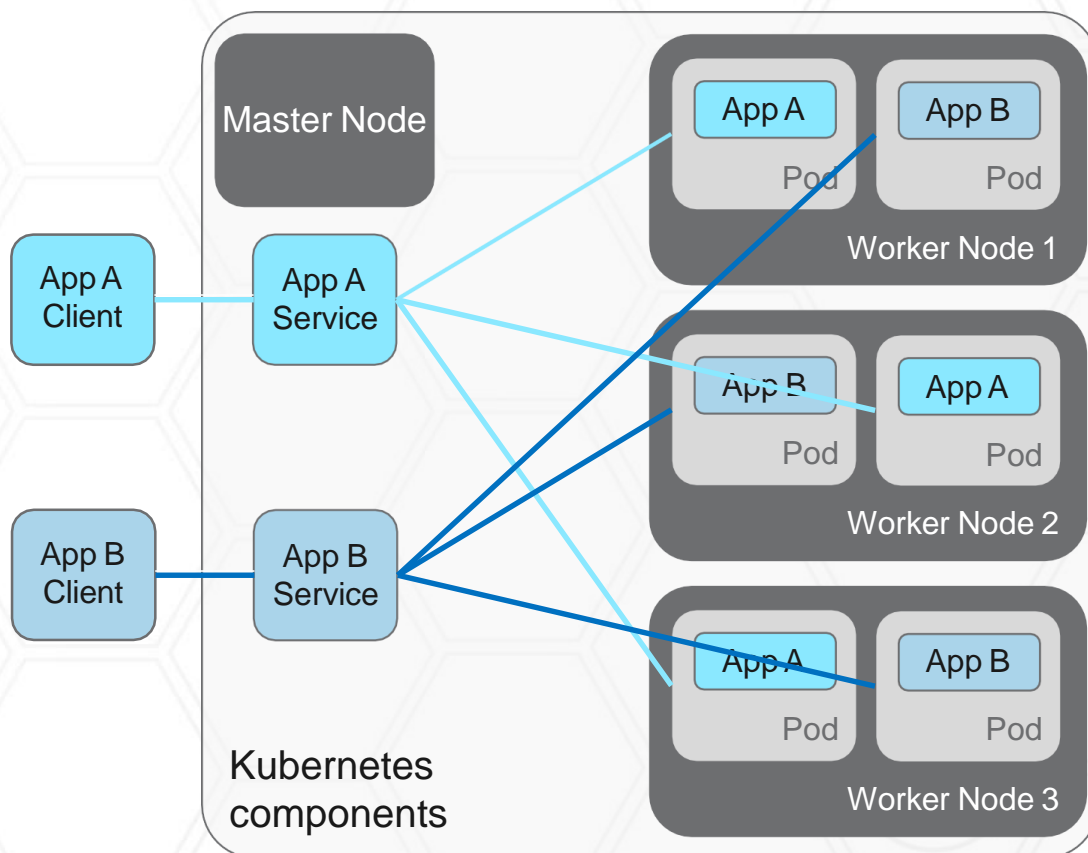 Master Node
App A
Pod
App B
Pod
Worker Node 1
App A
Client
App A
Service
App B
Pod
App A
Pod
Worker Node 2
App B
Client
App B
Service
App A
Pod
App B
Pod
Worker Node 3
Kubernetes
components